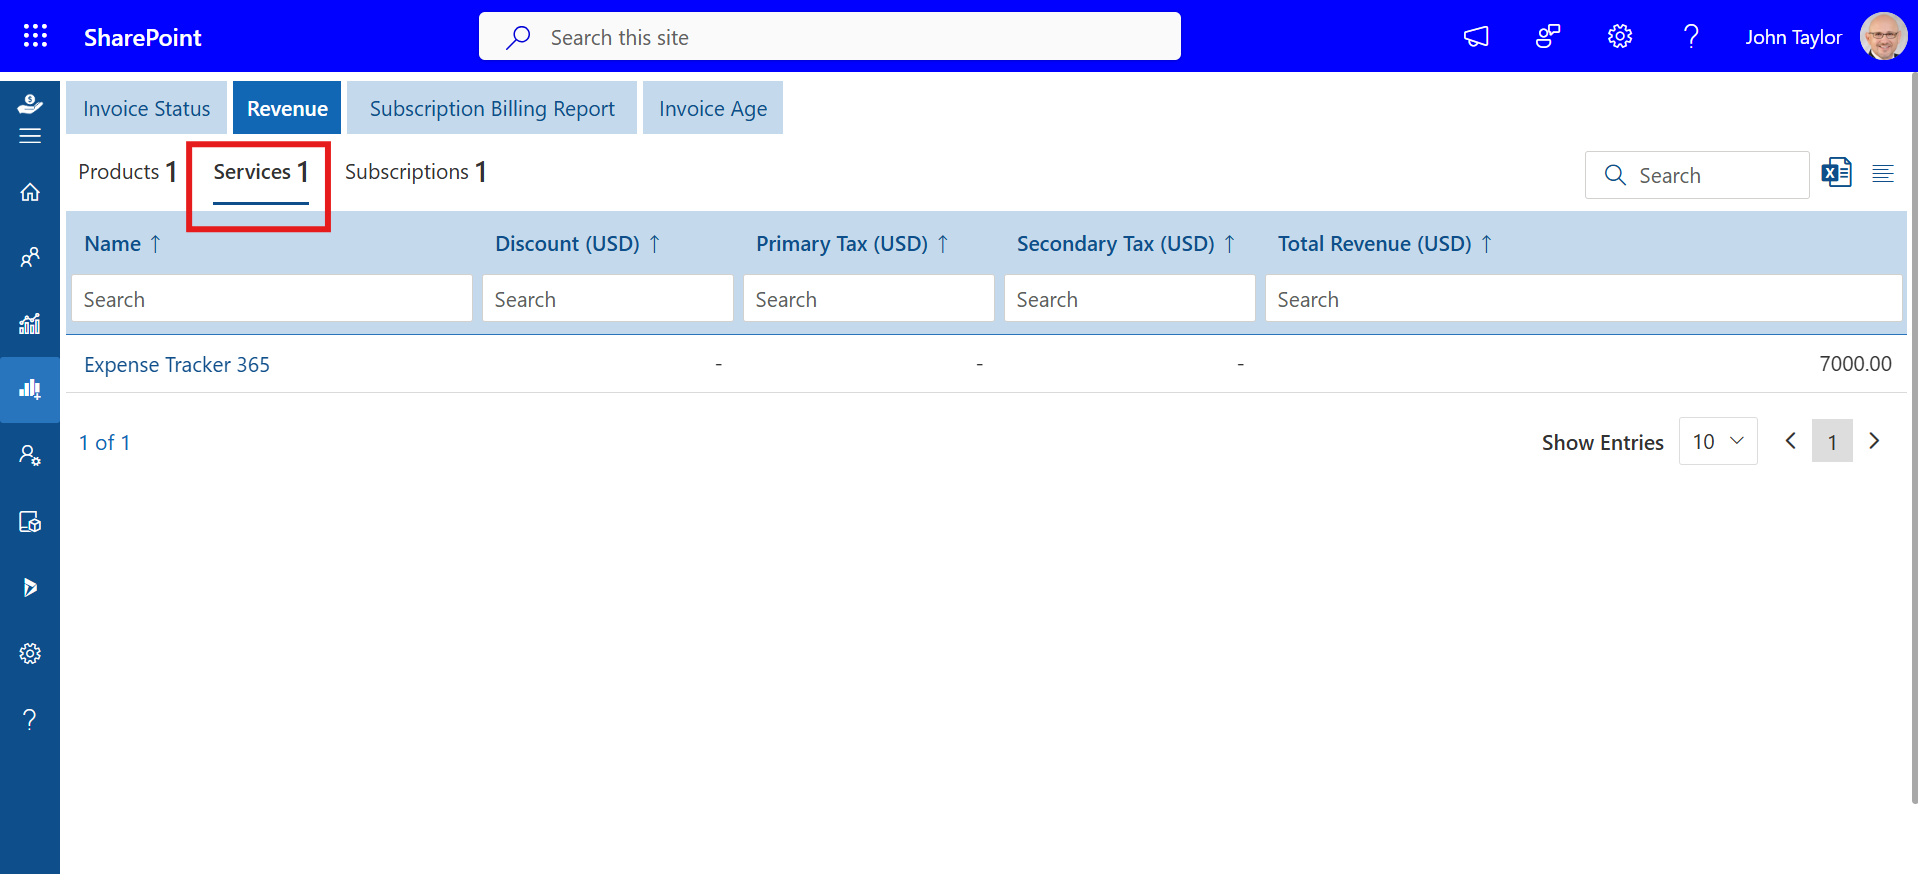 SharePoint
Search this site
John Taylor
Invoice Status
Revenue
Subscription Billing Report
Invoice Age
Products 1
Services 1
Subscriptions 1
Search
Name ↑
Discount (USD) ↑
Primary Tax (USD) ↑
Secondary Tax (USD) ↑
Total Revenue (USD) ↑
Search
Search
Search
Search
Search
Expense Tracker 365
-
-
-
7000.00
1 of 1
Show Entries
10
1